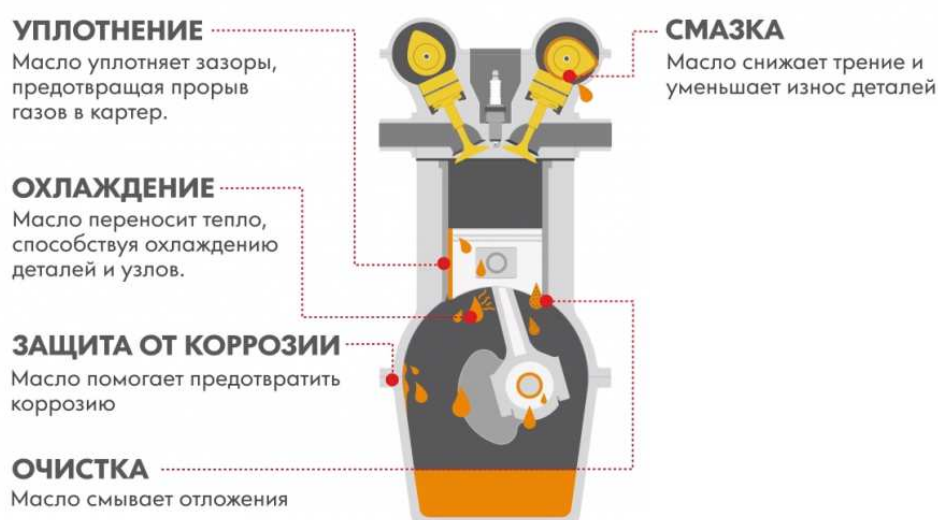 УПЛОТНЕНИЕ
Масло уплотняет зазоры,
предотвращая прорыв
газов в картер.
ОХЛАЖДЕНИЕ
Масло переносит тепло,
способствуя охлаждению
деталей и узлов.
ЗАЩИТА ОТ КОРРОЗИИ
Масло помогает предотвратить
коррозию
ОЧИСТКА
Масло смывает отложения
СМАЗКА
Масло снижает трение и
уменьшает износ деталей